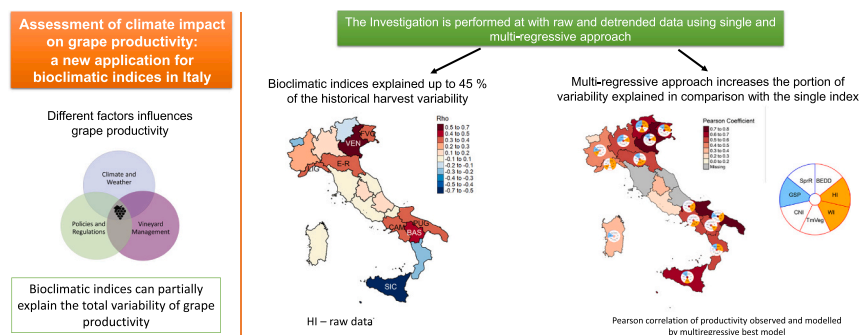 Assessment of climate impact
on grape productivity:
a new application for
bioclimatic indices in Italy
Different factors influences
grape productivity
Climate and
Weather
Policies and
Regulations
Vineyard
Management
Bioclimatic indices can partially
explain the total variability of grape
productivity
The Investigation is performed at with raw and detrended data using single and
multi-regressive approach
Bioclimatic indices explained up to 45 %
of the historical harvest variability
Rho
0.5 to 0.7
0.4 to 0.5
0.3 to 0.4
0.2 to 0.3
0.1 to 0.2
-0.1 to 0.1
-0.2 to -0.1
-0.3 to -0.2
-0.4 to -0.3
-0.5 to -0.4
-0.7 to -0.5
VEN
FVG
E-R
LIG
CAM
PUG
BAS
SIC
HI – raw data
Multi-regressive approach increases the portion of
variability explained in comparison with the single index
Pearson Coefficient
0.7 to 0.8
0.6 to 0.7
0.5 to 0.6
0.4 to 0.5
0.3 to 0.4
0.2 to 0.3
0.0 to 0.2
Missing
SprR
BEDD
GSP
HI
CNI
WI
TmVeg
Pearson correlation of productivity observed and modelled
by multiregressive best model